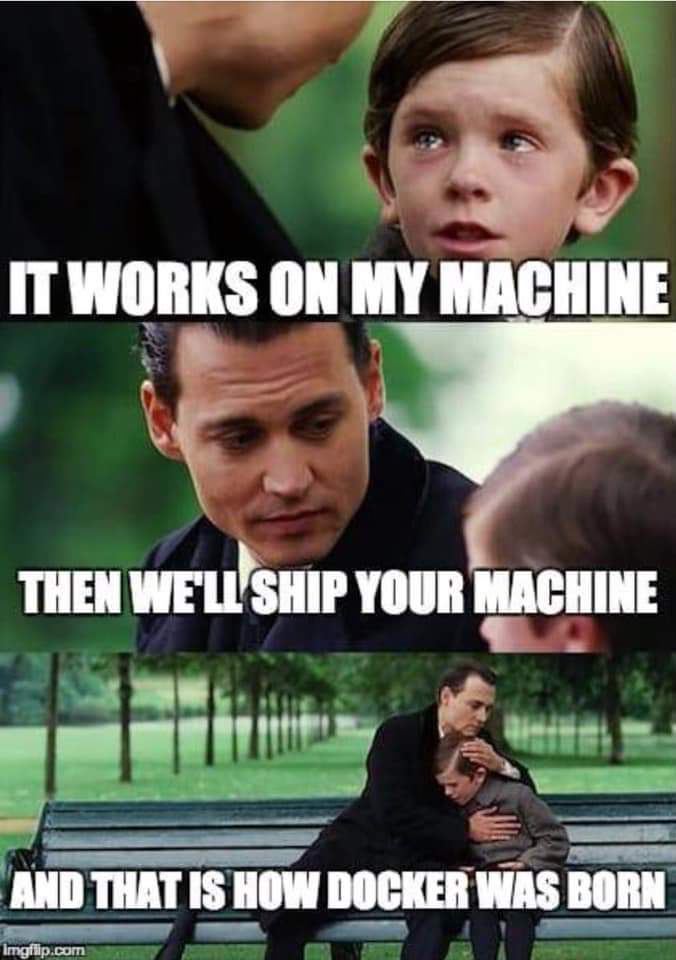 IT WORKS ON MY MACHINE
THEN WE'LL SHIP YOUR MACHINE
AND THAT IS HOW DOCKER WAS BORN
imgflip.com